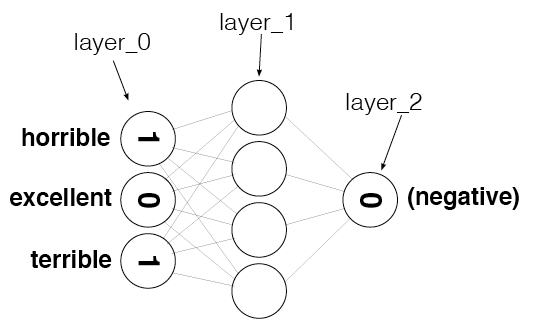 layer_0
layer_1
layer_2
horrible 1
excellent 0
terrible 1
0 (negative)